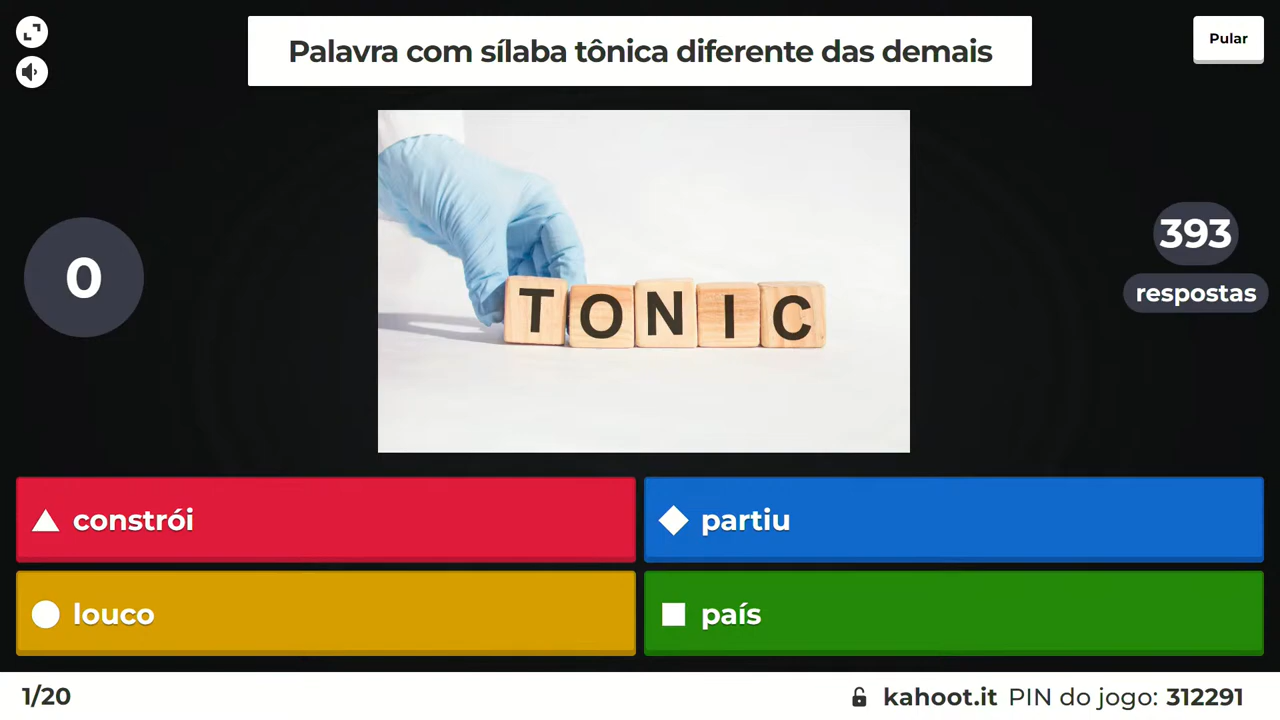 Palavra com sílaba tônica diferente das demais
Pular
0
393
respostas
TONIC
constrói
partiu
louco
país
1/20
kahoot.it PIN do jogo: 312291